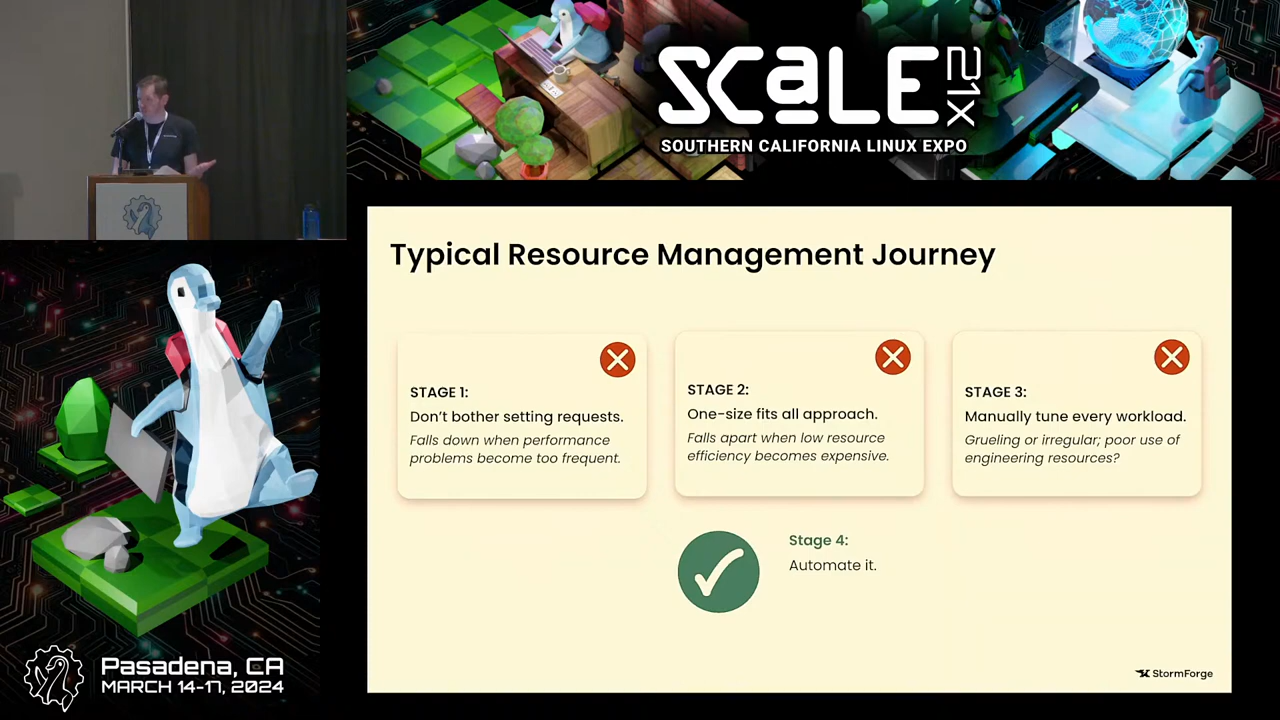 SCaLE 21x
SOUTHERN CALIFORNIA LINUX EXPO
Typical Resource Management Journey
STAGE 1:
Don't bother setting requests.
Falls down when performance
problems become too frequent.
STAGE 2:
One-size fits all approach.
Falls apart when low resource
efficiency becomes expensive.
STAGE 3:
Manually tune every workload.
Grueling or irregular; poor use of
engineering resources?
Stage 4:
Automate it.
StormForge
Pasadena, CA
MARCH 14-17, 2024